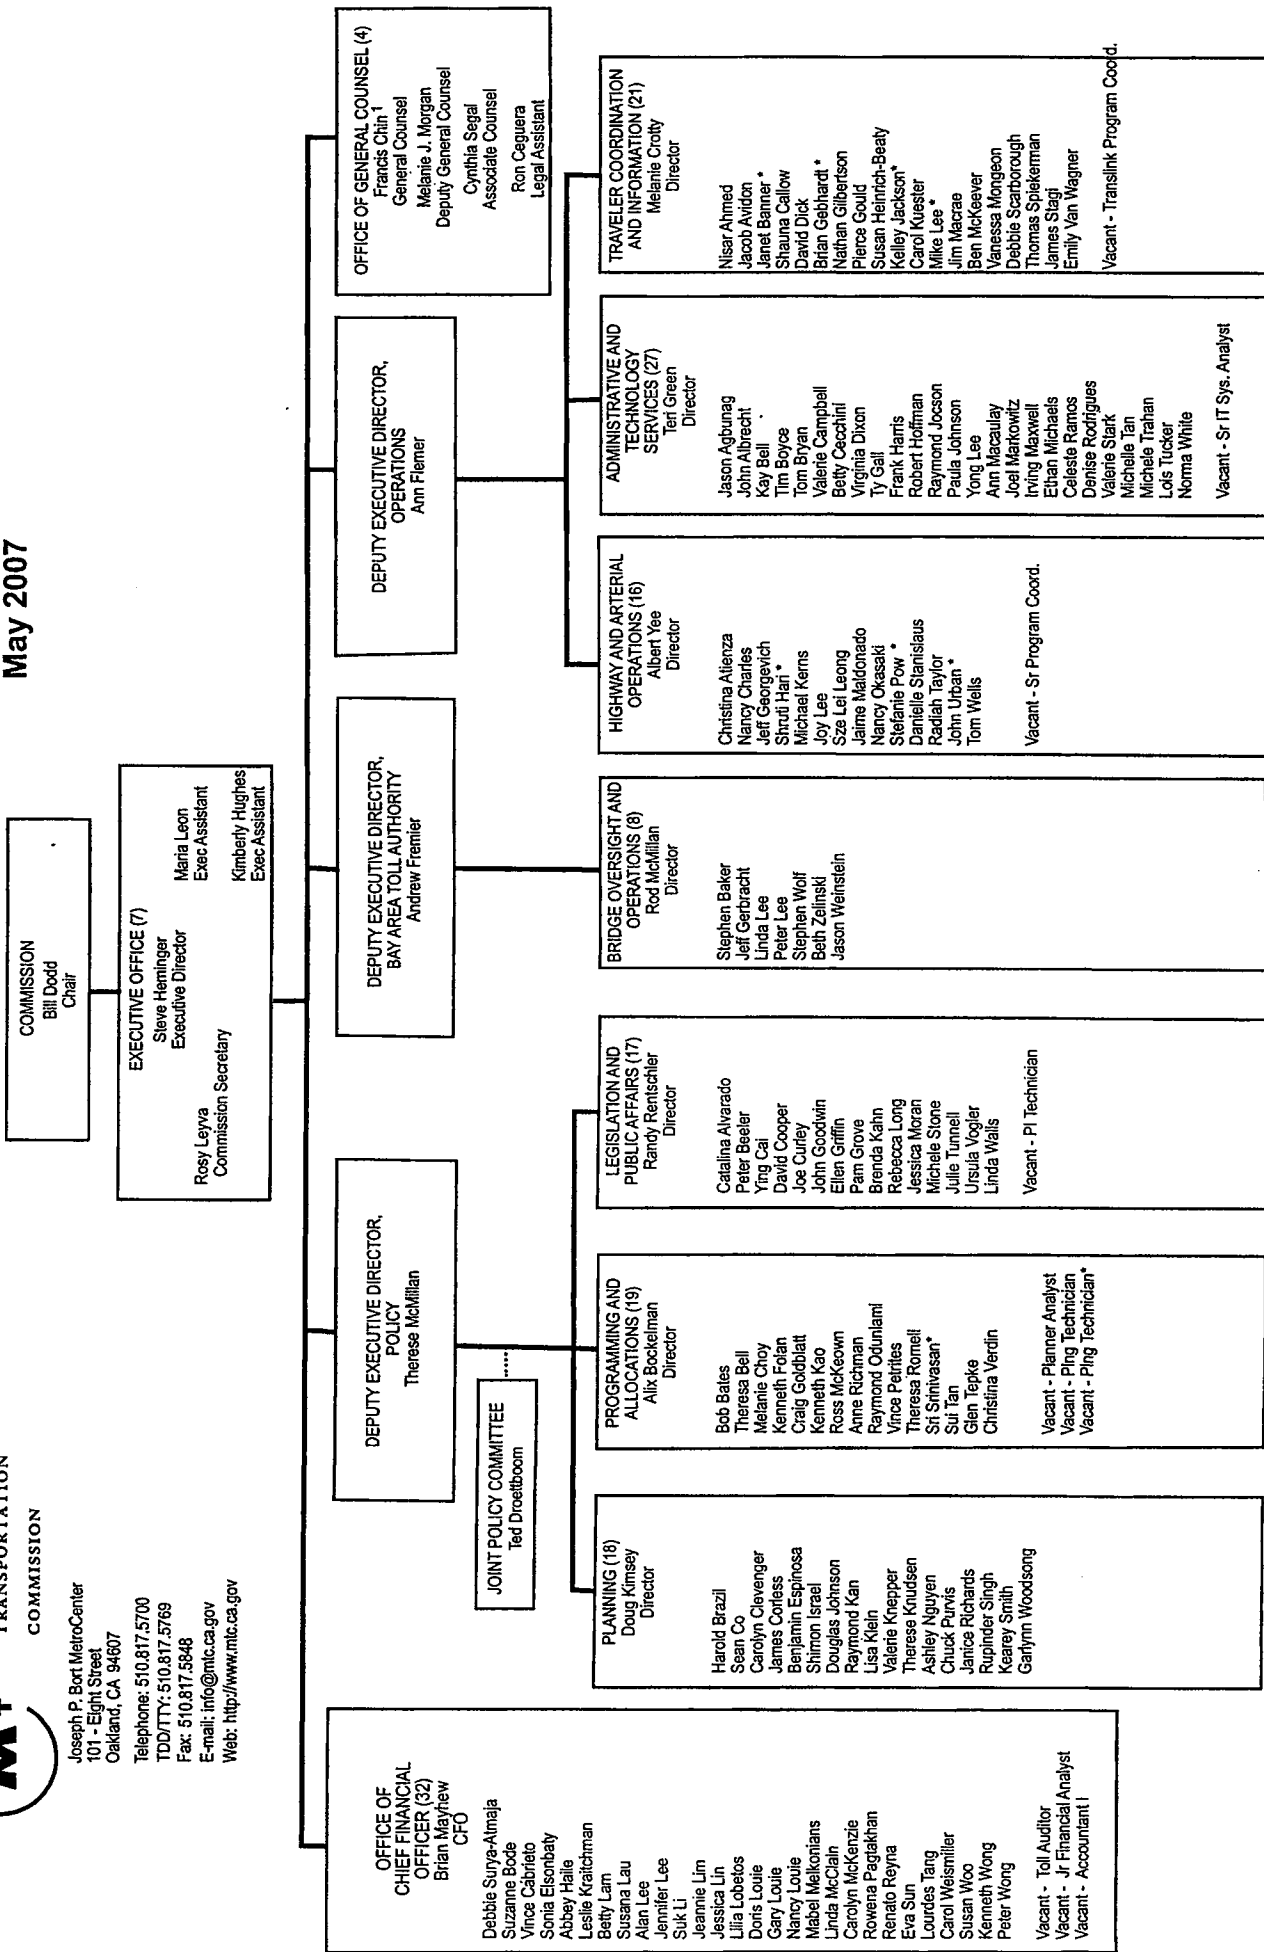 TRANSPORTATION
COMMISSION
Joseph P. Bort MetroCenter
101 - Eight Street
Oakland, CA 94607
Telephone: 510.817.5700
TDD/TTY: 510.817.5769
Fax: 510.817.5848
E-mail: info@mtc.ca.gov
Web: http://www.mtc.ca.gov
May 2007
COMMISSION
Bill Dodd
Chair
EXECUTIVE OFFICE (7)
Steve Heminger
Executive Director
Rosy Leyva
Commission Secretary
Maria Leon
Exec Assistant
Kimberly Hughes
Exec Assistant
OFFICE OF
CHIEF FINANCIAL
OFFICER (32)
Brian Mayhew
CFO
Debbie Surya-Atmaja
Suzanne Bode
Vince Cabrieto
Sonia Elsonbaty
Abbey Haile
Leslie Kraitchman
Betty Lam
Susana Lau
Alan Lee
Jennifer Lee
Suk Li
Jeannie Lim
Jessica Lin
Lilia Lobetos
Doris Louie
Gary Louie
Nancy Louie
Mabel Melkonians
Linda McClain
Carolyn McKenzie
Rowena Pagtakhan
Renato Reyna
Eva Sun
Lourdes Tang
Carol Weismiller
Susan Woo
Kenneth Wong
Peter Wong
Vacant - Toll Auditor
Vacant - Jr Financial Analyst
Vacant - Accountant I
DEPUTY EXECUTIVE DIRECTOR,
POLICY
Therese McMillan
JOINT POLICY COMMITTEE
Ted Droettboom
PLANNING (18)
Doug Kimsey
Director
Harold Brazil
Sean Co
Carolyn Clevenger
James Corless
Benjamin Espinosa
Shimon Israel
Douglas Johnson
Raymond Kan
Lisa Klein
Valerie Knepper
Therese Knudsen
Ashley Nguyen
Chuck Purvis
Janice Richards
Rupinder Singh
Kearey Smith
Garlynn Woodsong
PROGRAMMING AND
ALLOCATIONS (19)
Alix Bockelman
Director
Bob Bates
Theresa Bell
Melanie Choy
Kenneth Folan
Craig Goldblatt
Kenneth Kao
Ross McKeown
Anne Richman
Raymond Odunlami
Vince Petrites
Theresa Romell
Sri Srinivasan*
Sui Tan
Glen Tepke
Christina Verdin
Vacant - Planner Analyst
Vacant - Plng Technician
Vacant - Plng Technician*
LEGISLATION AND
PUBLIC AFFAIRS (17)
Randy Rentschler
Director
Catalina Alvarado
Peter Beeler
Ying Cai
David Cooper
Joe Curley
John Goodwin
Ellen Griffin
Pam Grove
Brenda Kahn
Rebecca Long
Jessica Moran
Michele Stone
Julie Tunnell
Ursula Vogler
Linda Walls
Vacant - PI Technician
DEPUTY EXECUTIVE DIRECTOR,
BAY AREA TOLL AUTHORITY
Andrew Fremier
BRIDGE OVERSIGHT AND
OPERATIONS (8)
Rod McMillan
Director
Stephen Baker
Jeff Gerbracht
Linda Lee
Peter Lee
Stephen Wolf
Beth Zelinski
Jason Weinstein
DEPUTY EXECUTIVE DIRECTOR,
OPERATIONS
Ann Flemer
HIGHWAY AND ARTERIAL
OPERATIONS (16)
Albert Yee
Director
Christina Atienza
Nancy Charles
Jeff Georgevich
Shruti Hari *
Michael Kerns
Joy Lee
Sze Lei Leong
Jaime Maldonado
Nancy Okasaki
Stefanie Pow *
Danielle Stanislaus
Radiah Taylor
John Urban *
Tom Wells
Vacant - Sr Program Coord.
ADMINISTRATIVE AND
TECHNOLOGY
SERVICES (27)
Teri Green
Director
Jason Agbunag
John Albrecht
Kay Bell
Tim Boyce
Tom Bryan
Valerie Campbell
Betty Cecchini
Virginia Dixon
Ty Gall
Frank Harris
Robert Hoffman
Raymond Jocson
Paula Johnson
Yong Lee
Ann Macaulay
Joel Markowitz
Irving Maxwell
Ethan Michaels
Celeste Ramos
Denise Rodrigues
Valerie Stark
Michelle Tan
Michele Trahan
Lois Tucker
Norma White
Vacant - Sr IT Sys. Analyst
TRAVELER COORDINATION
AND INFORMATION (21)
Melanie Crotty
Director
Nisar Ahmed
Jacob Avidon
Janet Banner *
Shauna Callow
David Dick
Brian Gebhardt *
Nathan Gilbertson
Pierce Gould
Susan Heinrich-Beaty
Kelley Jackson*
Carol Kuester
Mike Lee *
Jim Macrae
Ben McKeever
Vanessa Mongeon
Debbie Scarborough
Thomas Spiekerman
James Stagi
Emily Van Wagner
Vacant - Translink Program Coord.
OFFICE OF GENERAL COUNSEL (4)
Francis Chin 1
General Counsel
Melanie J. Morgan
Deputy General Counsel
Cynthia Segal
Associate Counsel
Ron Ceguera
Legal Assistant